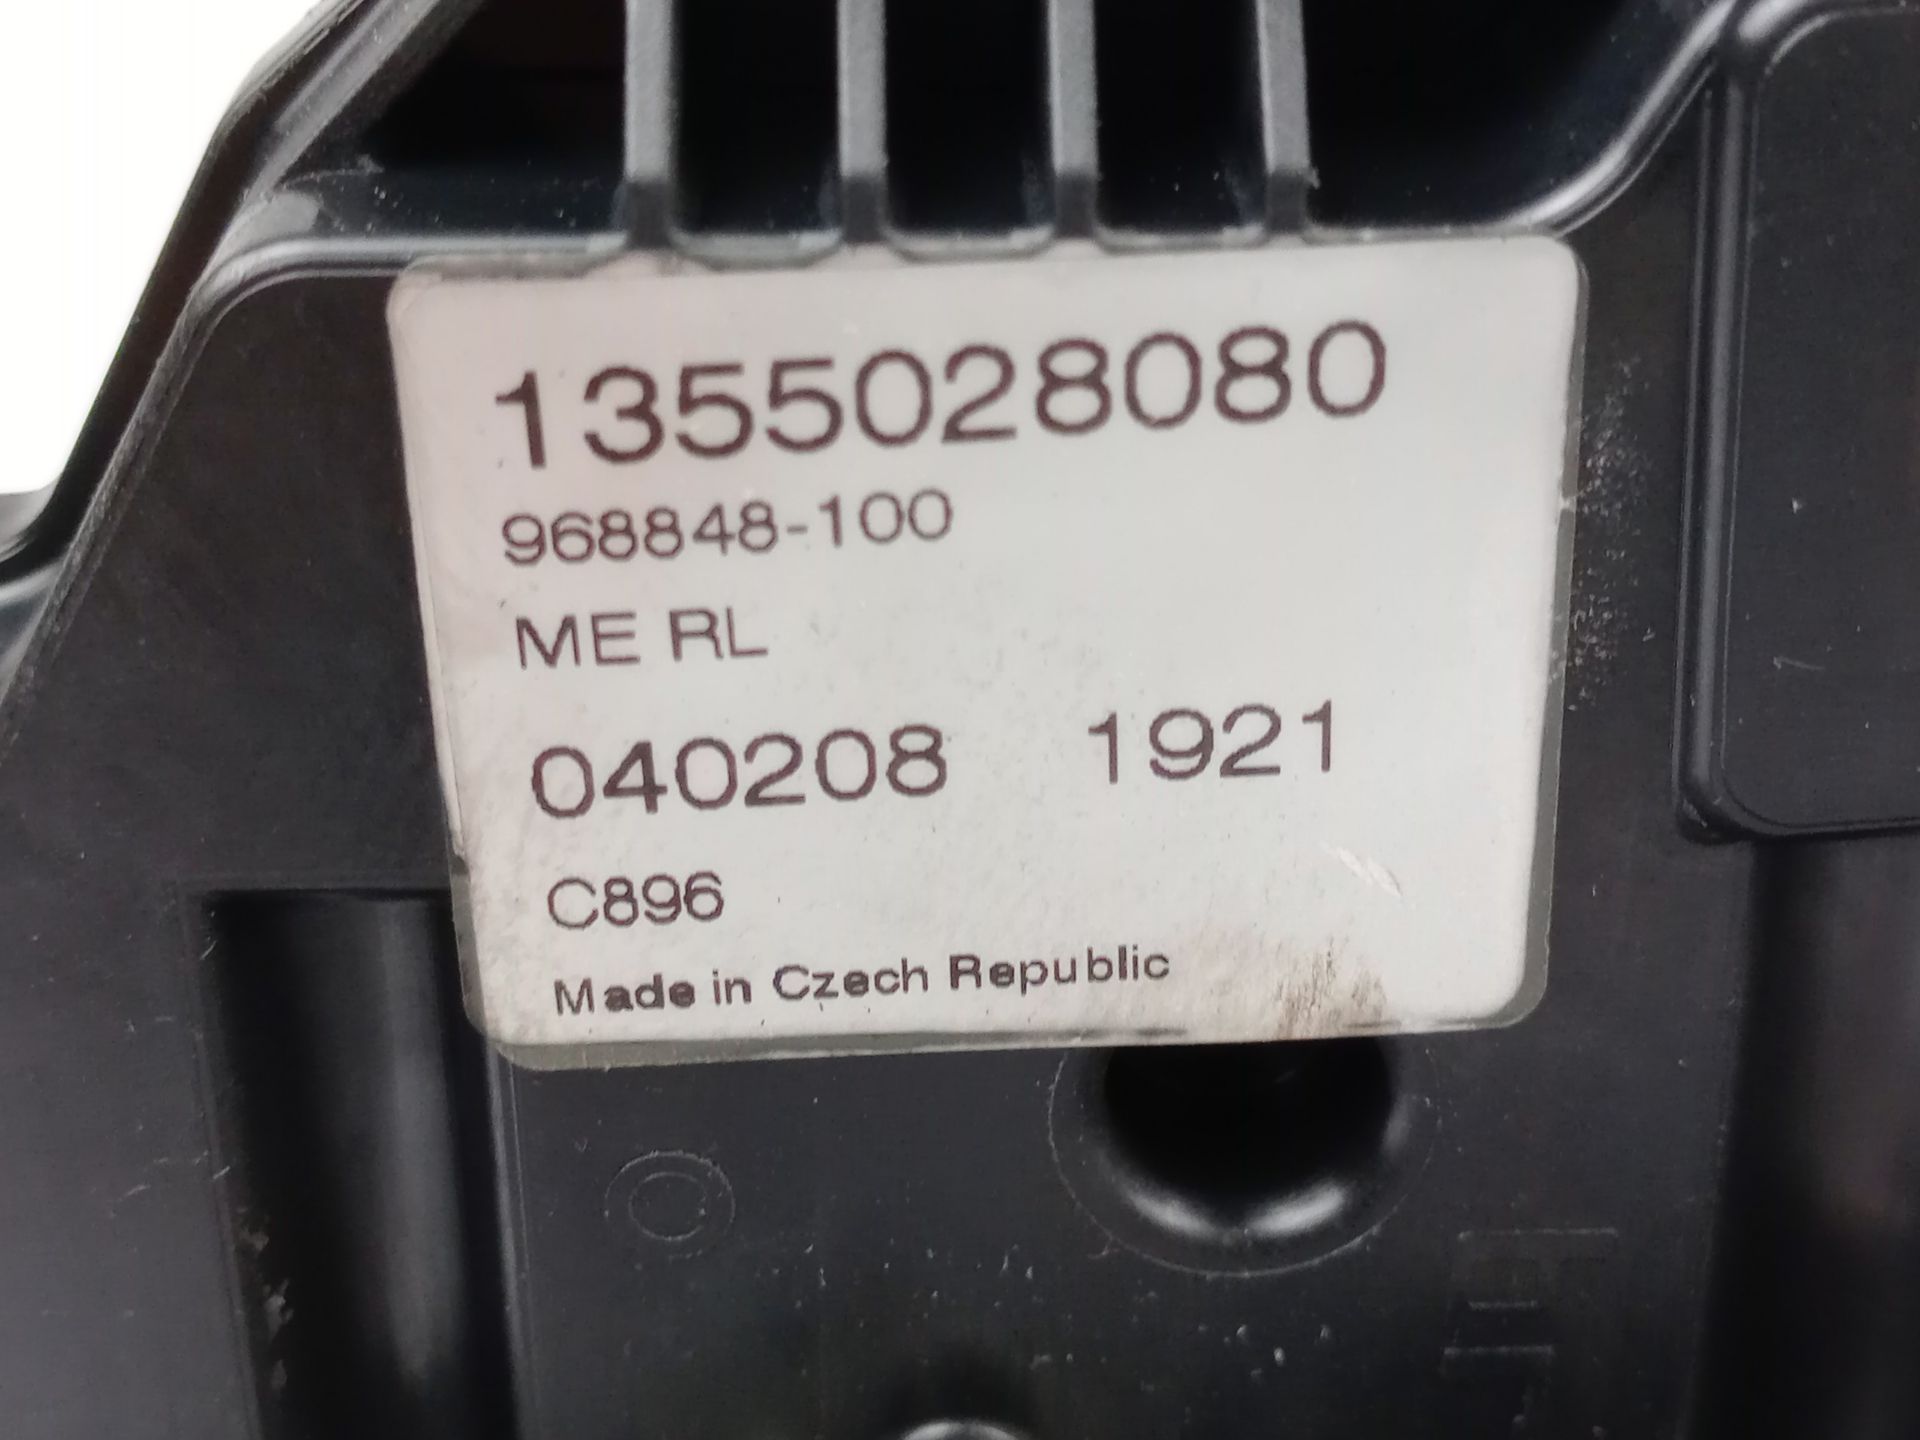 1355028080
968848-100
ME RL
040208 1921
C896
Made in Czech Republic